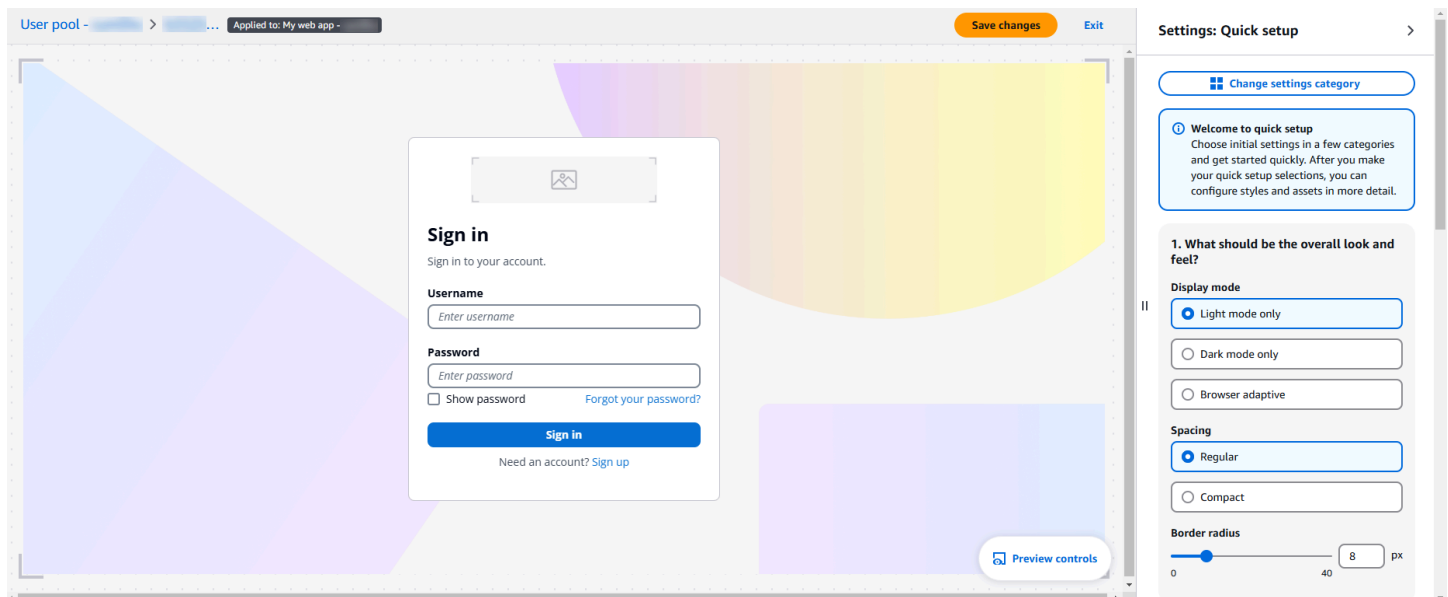 User pool -
>
...
Applied to: My web app -
Save changes
Exit
Sign in
Sign in to your account.
Username
Enter username
Password
Enter password
Show password
Forgot your password?
Sign in
Need an account? Sign up
Preview controls
Settings: Quick setup
Change settings category
Welcome to quick setup
Choose initial settings in a few categories
and get started quickly. After you make
your quick setup selections, you can
configure styles and assets in more detail.
1. What should be the overall look and
feel?
Display mode
Light mode only
Dark mode only
Browser adaptive
Spacing
Regular
Compact
Border radius
8 px
0 40